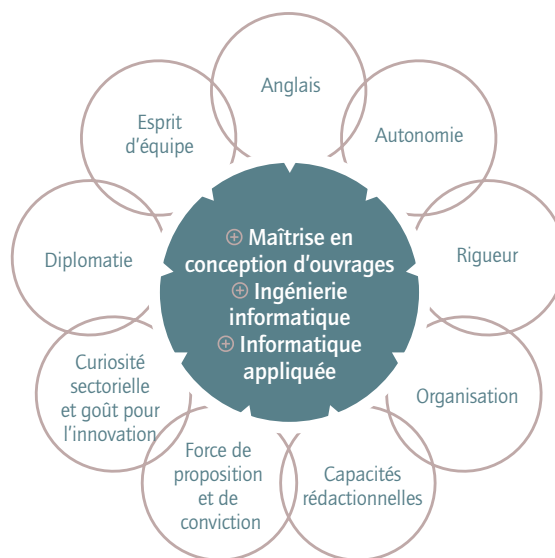 Anglais
Autonomie
Rigueur
Organisation
Capacités
rédactionnelles
Force de
proposition
et de
conviction
Curiosité
sectorielle
et goût pour
l'innovation
Diplomatie
Esprit
d'équipe
⊕ Maîtrise en
conception d'ouvrages
⊕ Ingénierie
informatique
⊕ Informatique
appliquée